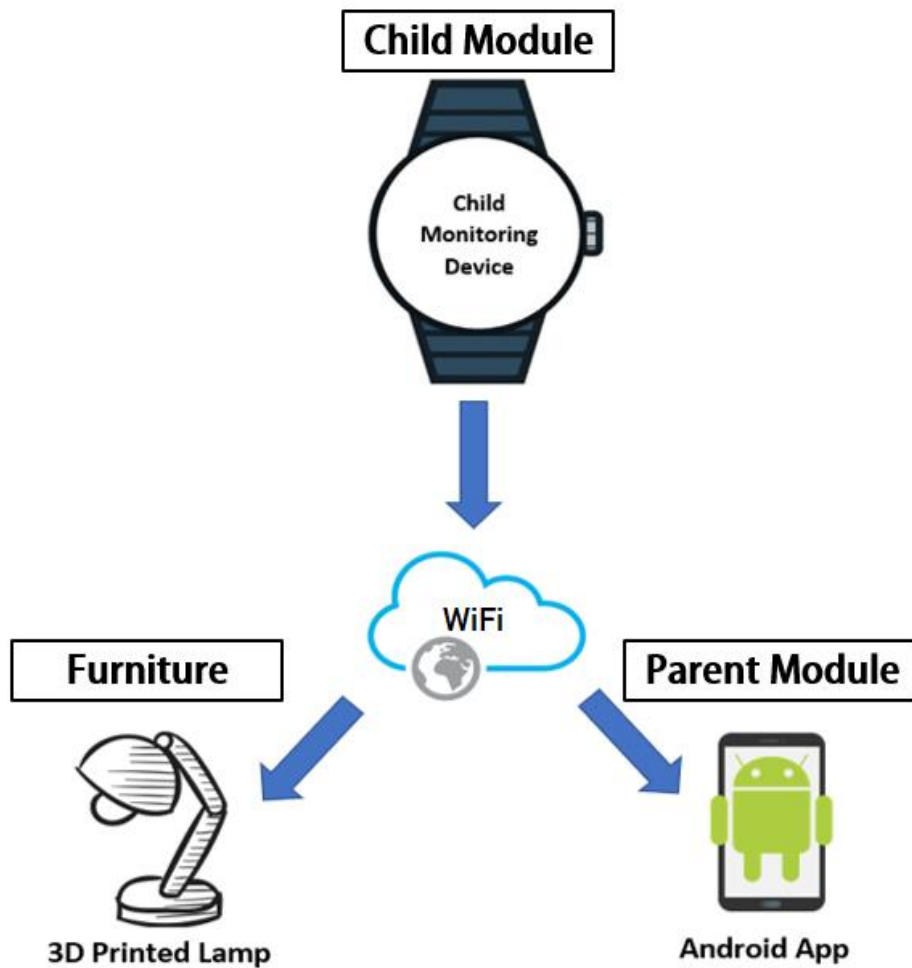 Child Module
Child
Monitoring
Device
WiFi
Furniture
Parent Module
3D Printed Lamp
Android App